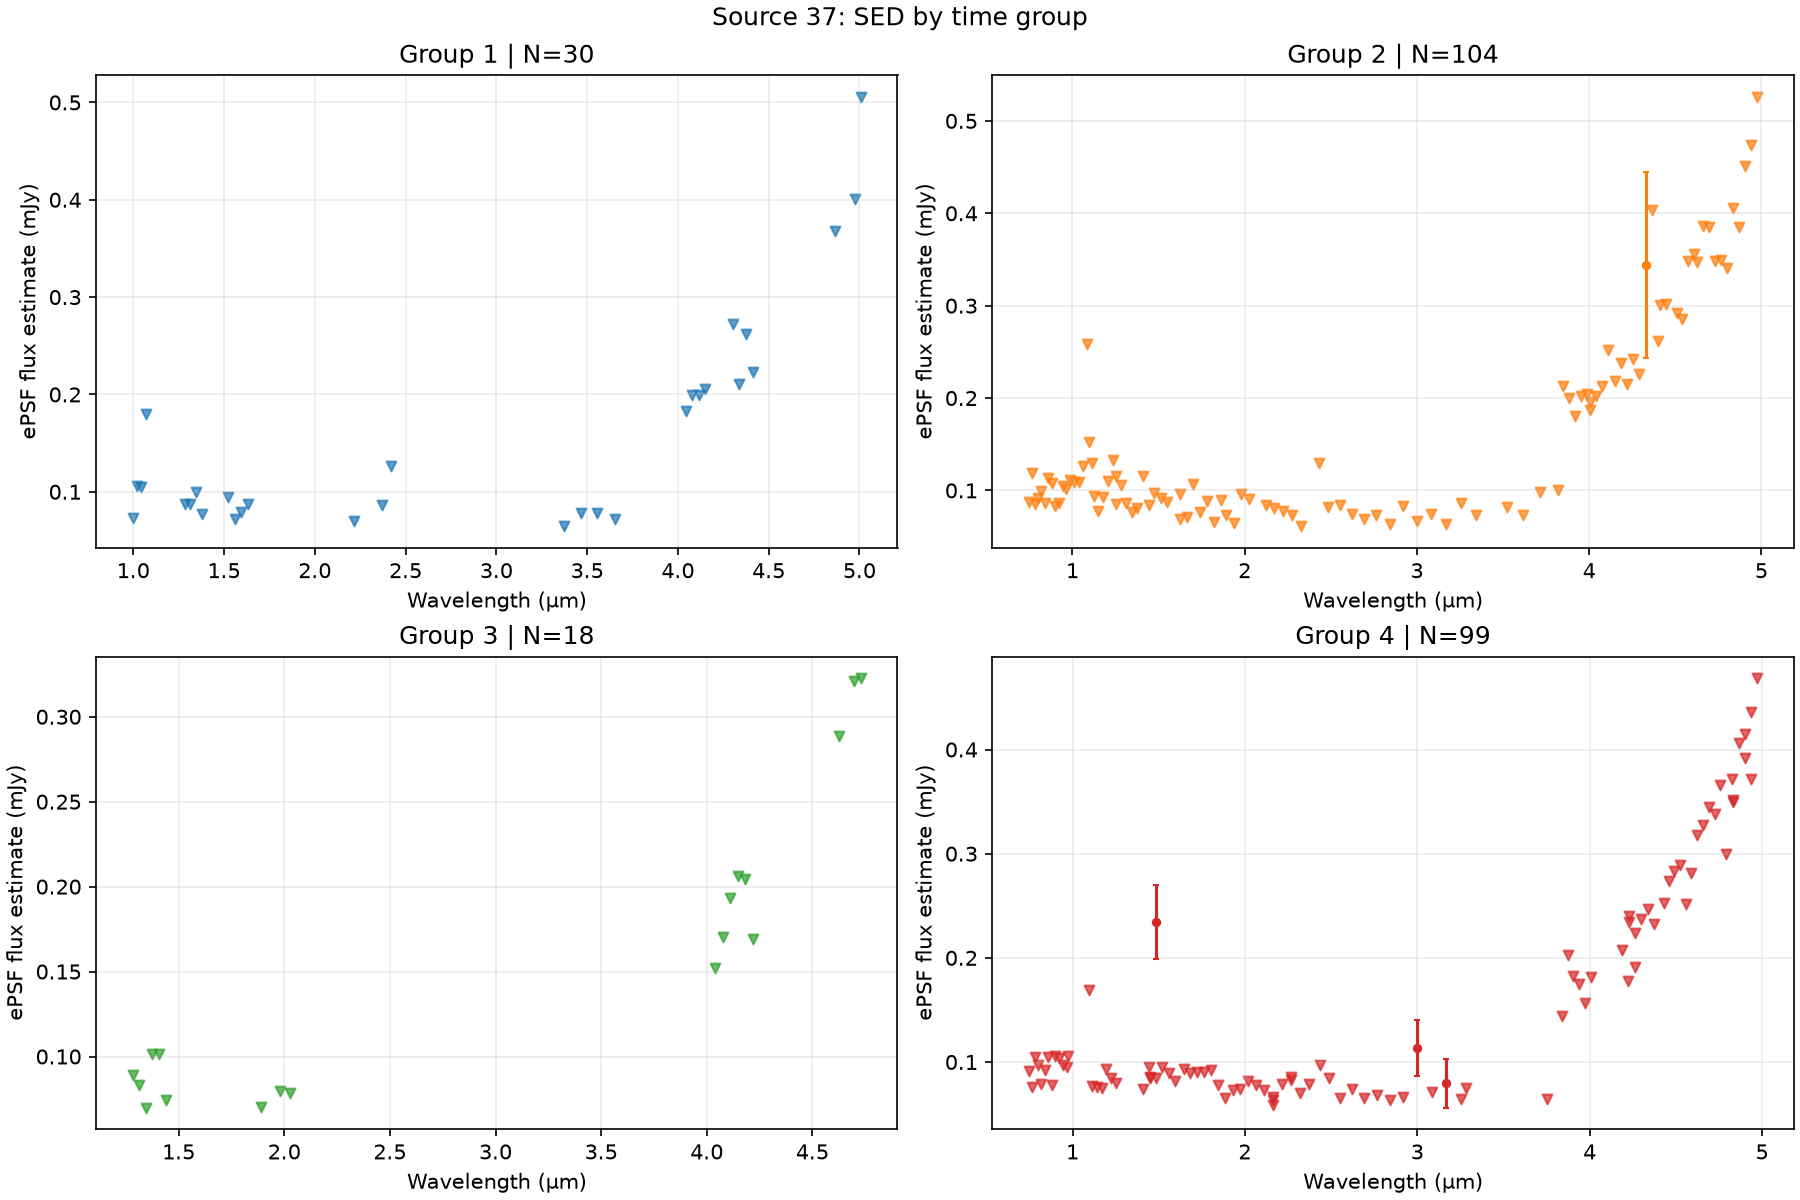 Source 37: SED by time group
Group 1 | N=30
0.5
0.4
0.3
0.2
0.1
ePSF flux estimate (mJy)
1.0 1.5 2.0 2.5 3.0 3.5 4.0 4.5 5.0
Wavelength (μm)
Group 2 | N=104
0.5
0.4
0.3
0.2
0.1
ePSF flux estimate (mJy)
1 2 3 4 5
Wavelength (μm)
Group 3 | N=18
0.30
0.25
0.20
0.15
0.10
ePSF flux estimate (mJy)
1.5 2.0 2.5 3.0 3.5 4.0 4.5
Wavelength (μm)
Group 4 | N=99
0.4
0.3
0.2
0.1
ePSF flux estimate (mJy)
1 2 3 4 5
Wavelength (μm)